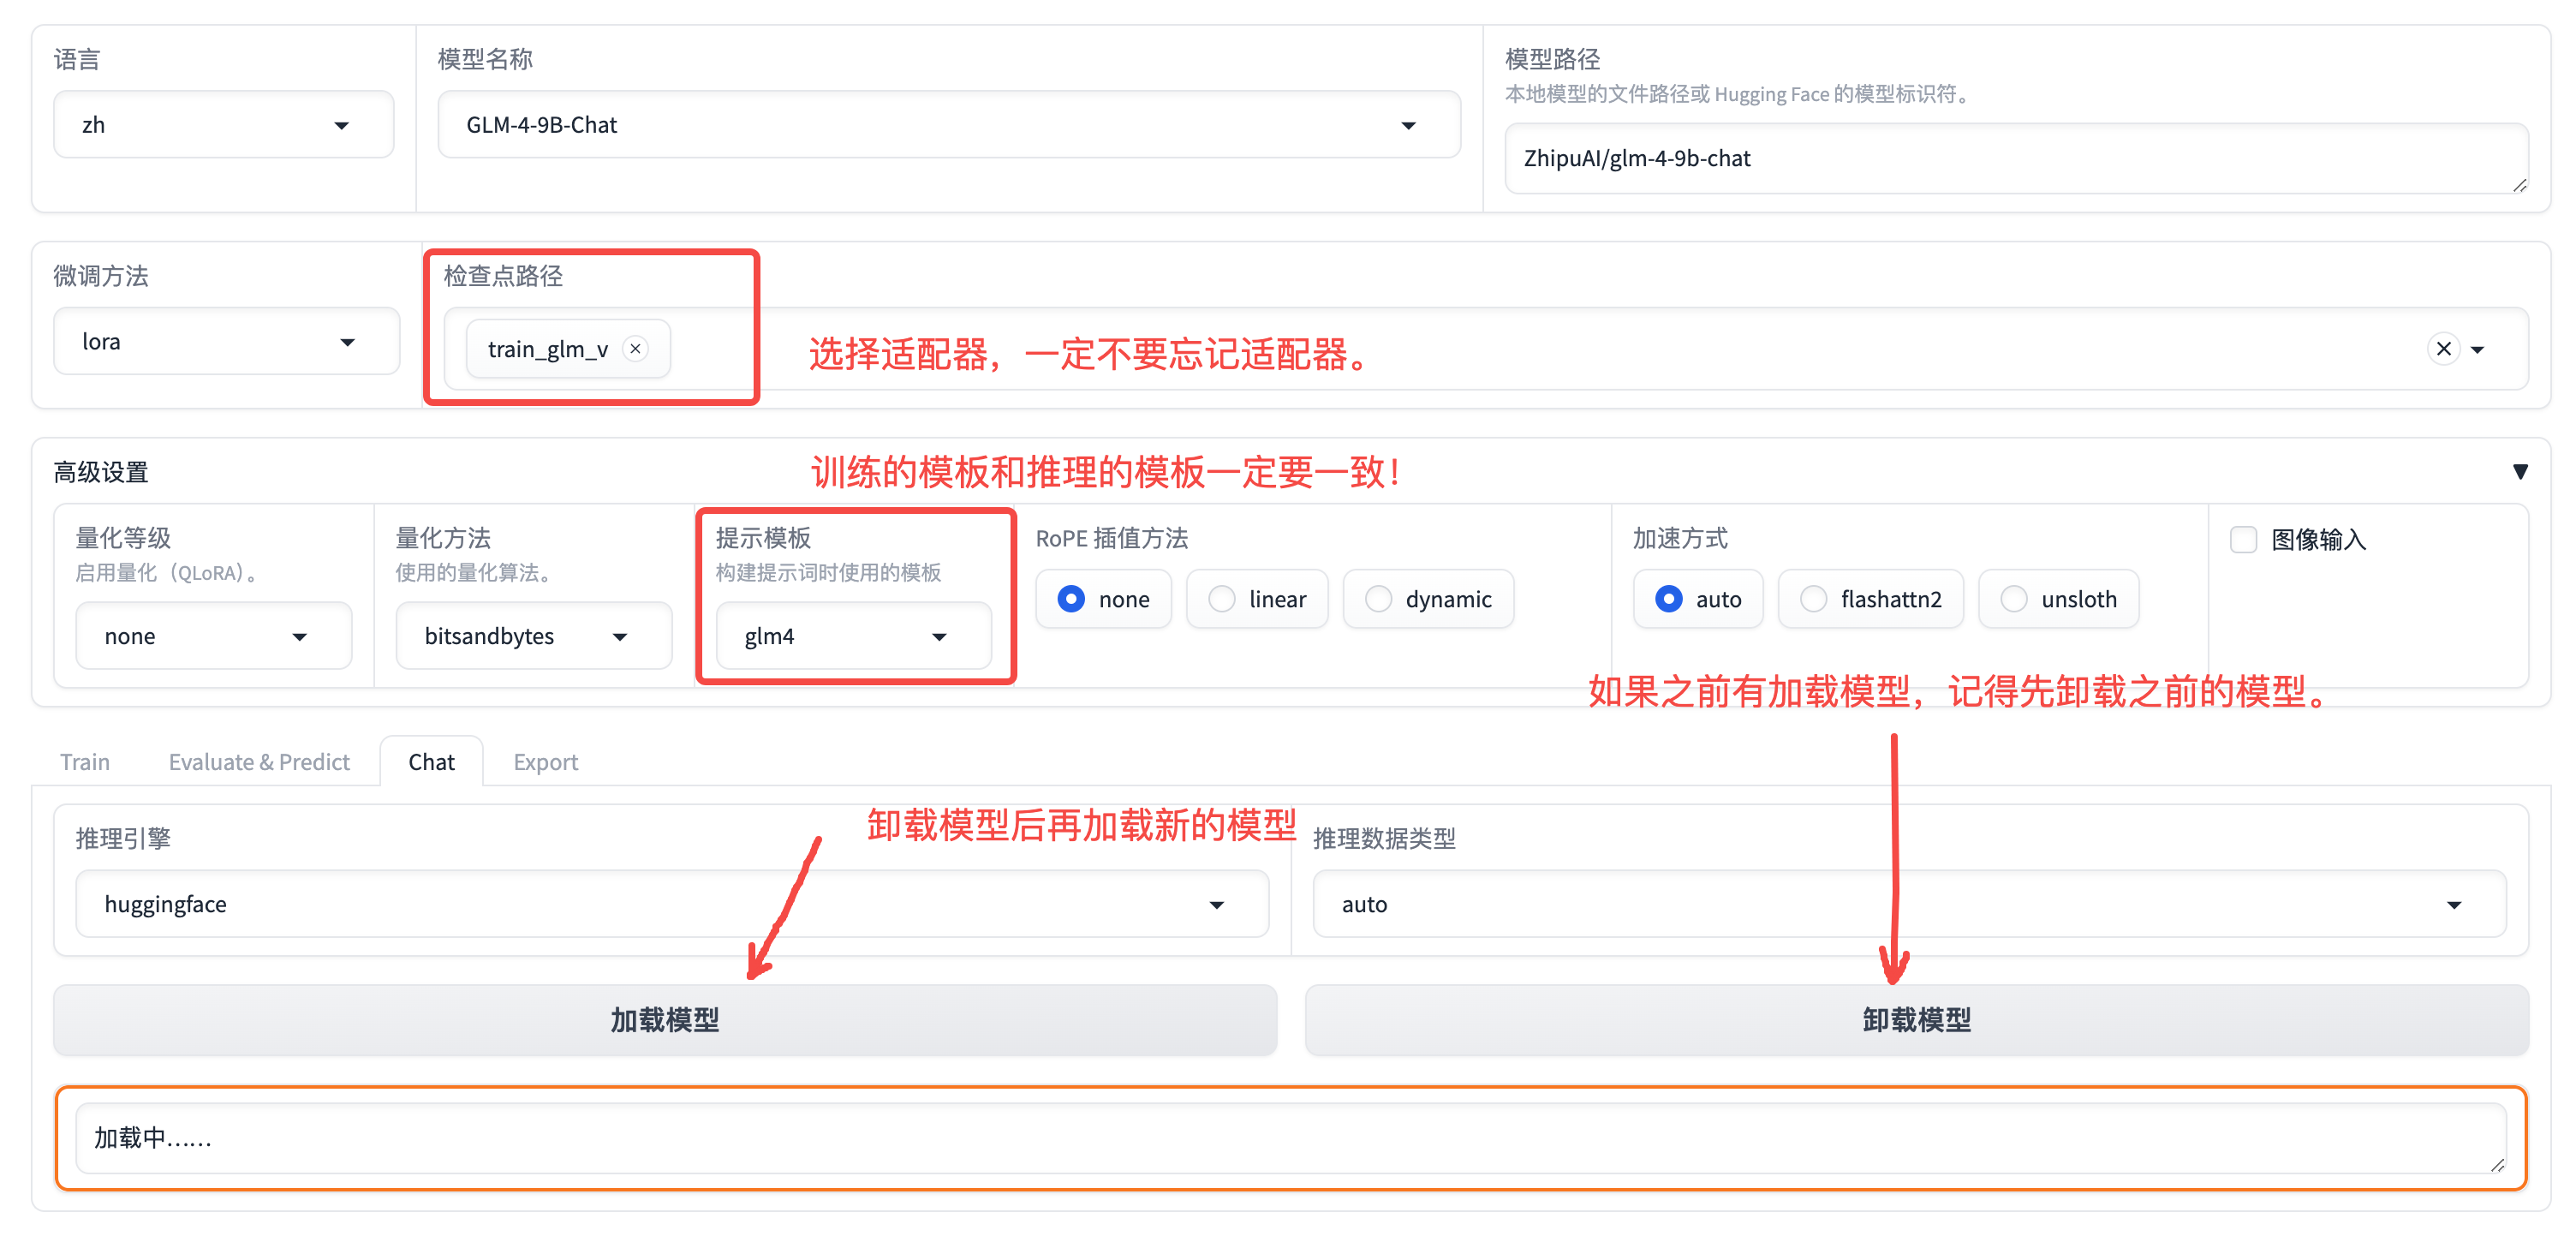 语言
zh
模型名称
GLM-4-9B-Chat
模型路径
本地模型的文件路径或 Hugging Face 的模型标识符。
ZhipuAI/glm-4-9b-chat
微调方法
lora
检查点路径
train_glm_v
选择适配器，一定不要忘记适配器。
高级设置
训练的模板和推理的模板一定要一致！
量化等级
启用量化（QLoRA）。
none
量化方法
使用的量化算法。
bitsandbytes
提示模板
构建提示词时使用的模板
glm4
RoPE 插值方法
none linear dynamic
加速方式
auto flashattn2 unsloth
图像输入
如果之前有加载模型，记得先卸载之前的模型。
Train Evaluate & Predict Chat Export
卸载模型后再加载新的模型
推理引擎
huggingface
推理数据类型
auto
加载模型
卸载模型
加载中……